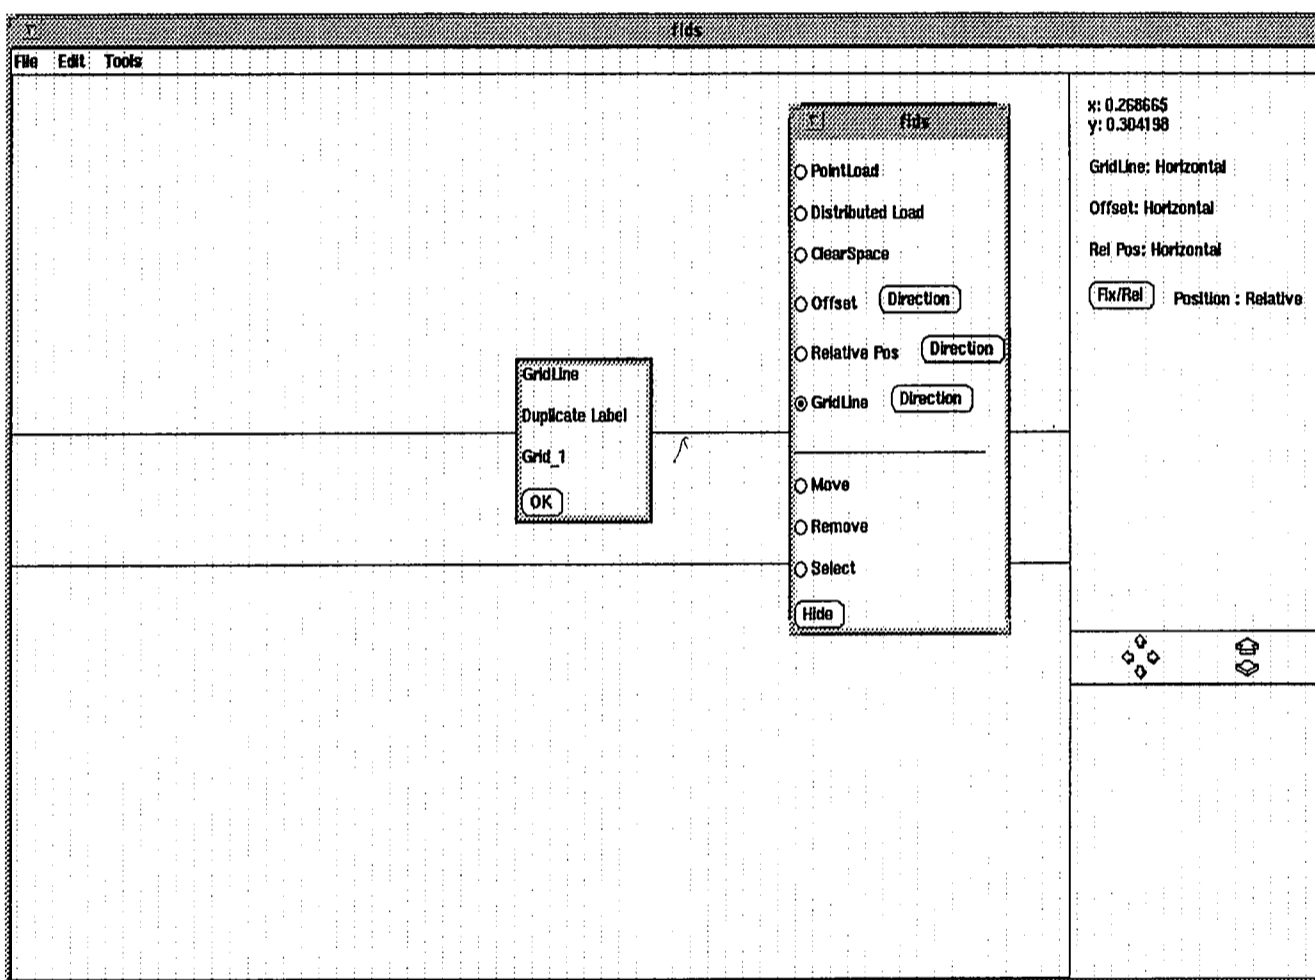 fids
File Edit Tools
fids
PointLoad
Distributed Load
ClearSpace
Offset Direction
Relative Pos Direction
GridLine Direction
Move
Remove
Select
Hide
GridLine
Duplicate Label
Grid_1
OK
x: 0.268665
y: 0.304198
GridLine: Horizontal
Offset: Horizontal
Rel Pos: Horizontal
Fix/Rel Position : Relative